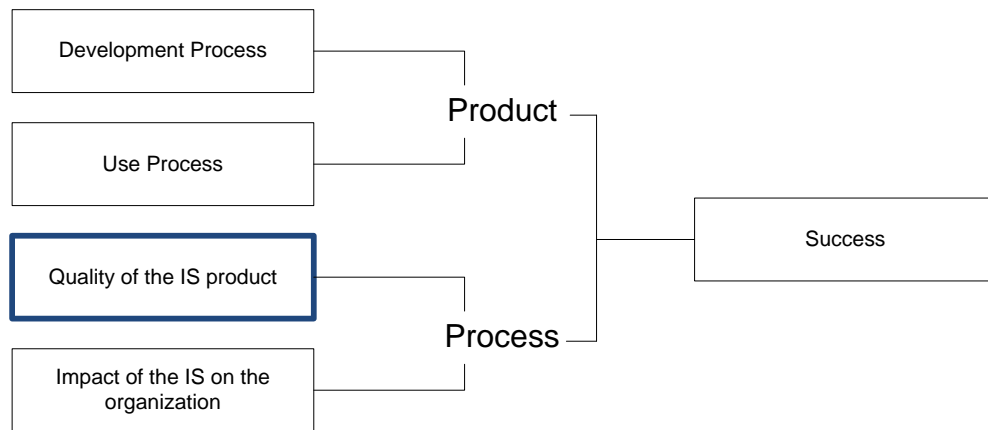 Development Process
Product
Use Process
Success
Quality of the IS product
Process
Impact of the IS on the
organization